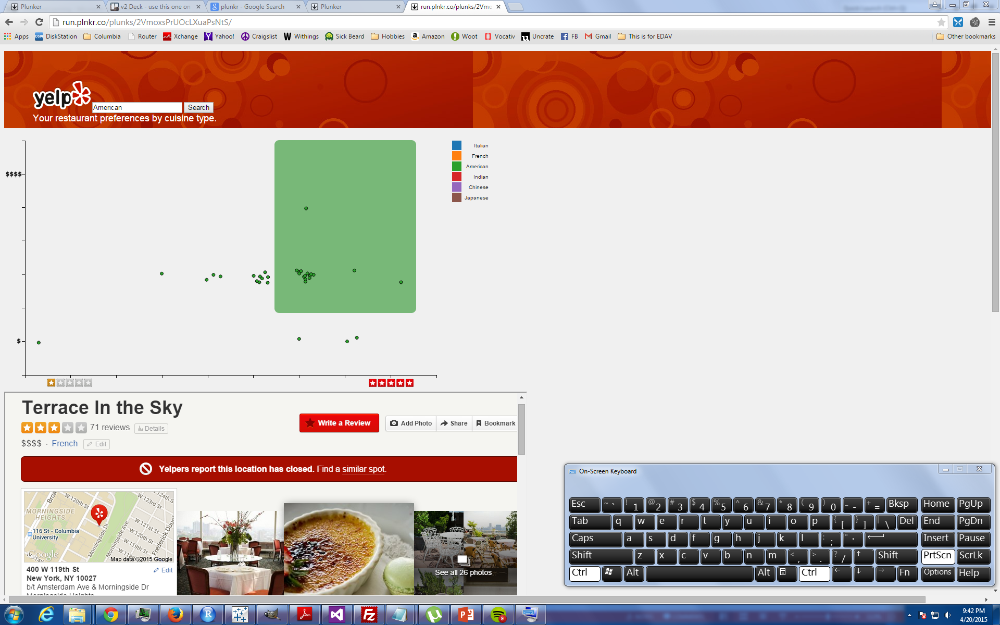 Plunker
v2 Deck - use this one on
plunkr - Google Search
Plunker
run.plnkr.co/plunks/2Vmo
run.plnkr.co/plunks/2VmoxsPrUOcLXuaPsNtS/
Apps DiskStation Columbia Router Xchange Yahoo! Craigslist Withings Sick Beard Hobbies Amazon Woot Vocativ Uncrate FB Gmail This is for EDAV Other bookmarks
yelp
American Search
Your restaurant preferences by cuisine type.
Italian
French
$$$$ American
Indian
Chinese
Japanese
$
Terrace In the Sky
71 reviews Details
Write a Review Add Photo Share Bookmark
$$$$ · French Edit
Yelpers report this location has closed. Find a similar spot.
Broa
W 120th St
W 124th S
W 123rd St
MORNINGSIDE
HEIGHTS
116 St - Columbia
University
Morningside Dr
Morningside Ave
W 121st St
W 120th St
W 119th St
Frederick Doug
Google
Map data ©2015 Google
400 W 119th St Edit
New York, NY 10027
b/t Amsterdam Ave & Morningside Dr
Morningside Heights
See all 26 photos
On-Screen Keyboard
Esc ~ ` ! 1 @ 2 # 3 $ 4 % 5 ^ 6 & 7 * 8 ( 9 ) 0 _ - + = Bksp Home PgUp
Tab q w e r t y u i o p { [ } ] | \ Del End PgDn
Caps a s d f g h j k l : ; " ' Insert Pause
Shift z x c v b n m < , > . ? / ↑ Shift PrtScn ScrLk
Ctrl Alt Alt Ctrl ← ↓ → Fn Options Help
9
9:42 PM
4/20/2015